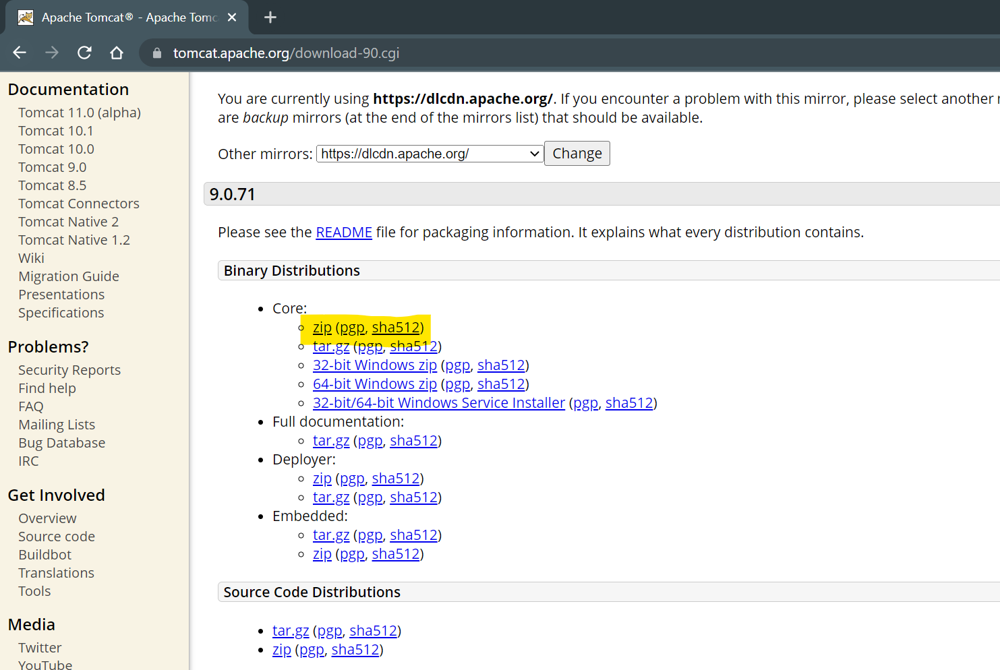 Apache Tomcat® - Apache Tomc
tomcat.apache.org/download-90.cgi
Documentation
Tomcat 11.0 (alpha)
Tomcat 10.1
Tomcat 10.0
Tomcat 9.0
Tomcat 8.5
Tomcat Connectors
Tomcat Native 2
Tomcat Native 1.2
Wiki
Migration Guide
Presentations
Specifications
Problems?
Security Reports
Find help
FAQ
Mailing Lists
Bug Database
IRC
Get Involved
Overview
Source code
Buildbot
Translations
Tools
Media
Twitter
YouTube
You are currently using https://dlcdn.apache.org/. If you encounter a problem with this mirror, please select another
are backup mirrors (at the end of the mirrors list) that should be available.
Other mirrors: https://dlcdn.apache.org/ Change
9.0.71
Please see the README file for packaging information. It explains what every distribution contains.
Binary Distributions
Core:
zip (pgp, sha512)
tar.gz (pgp, sha512)
32-bit Windows zip (pgp, sha512)
64-bit Windows zip (pgp, sha512)
32-bit/64-bit Windows Service Installer (pgp, sha512)
Full documentation:
tar.gz (pgp, sha512)
Deployer:
zip (pgp, sha512)
tar.gz (pgp, sha512)
Embedded:
tar.gz (pgp, sha512)
zip (pgp, sha512)
Source Code Distributions
tar.gz (pgp, sha512)
zip (pgp, sha512)